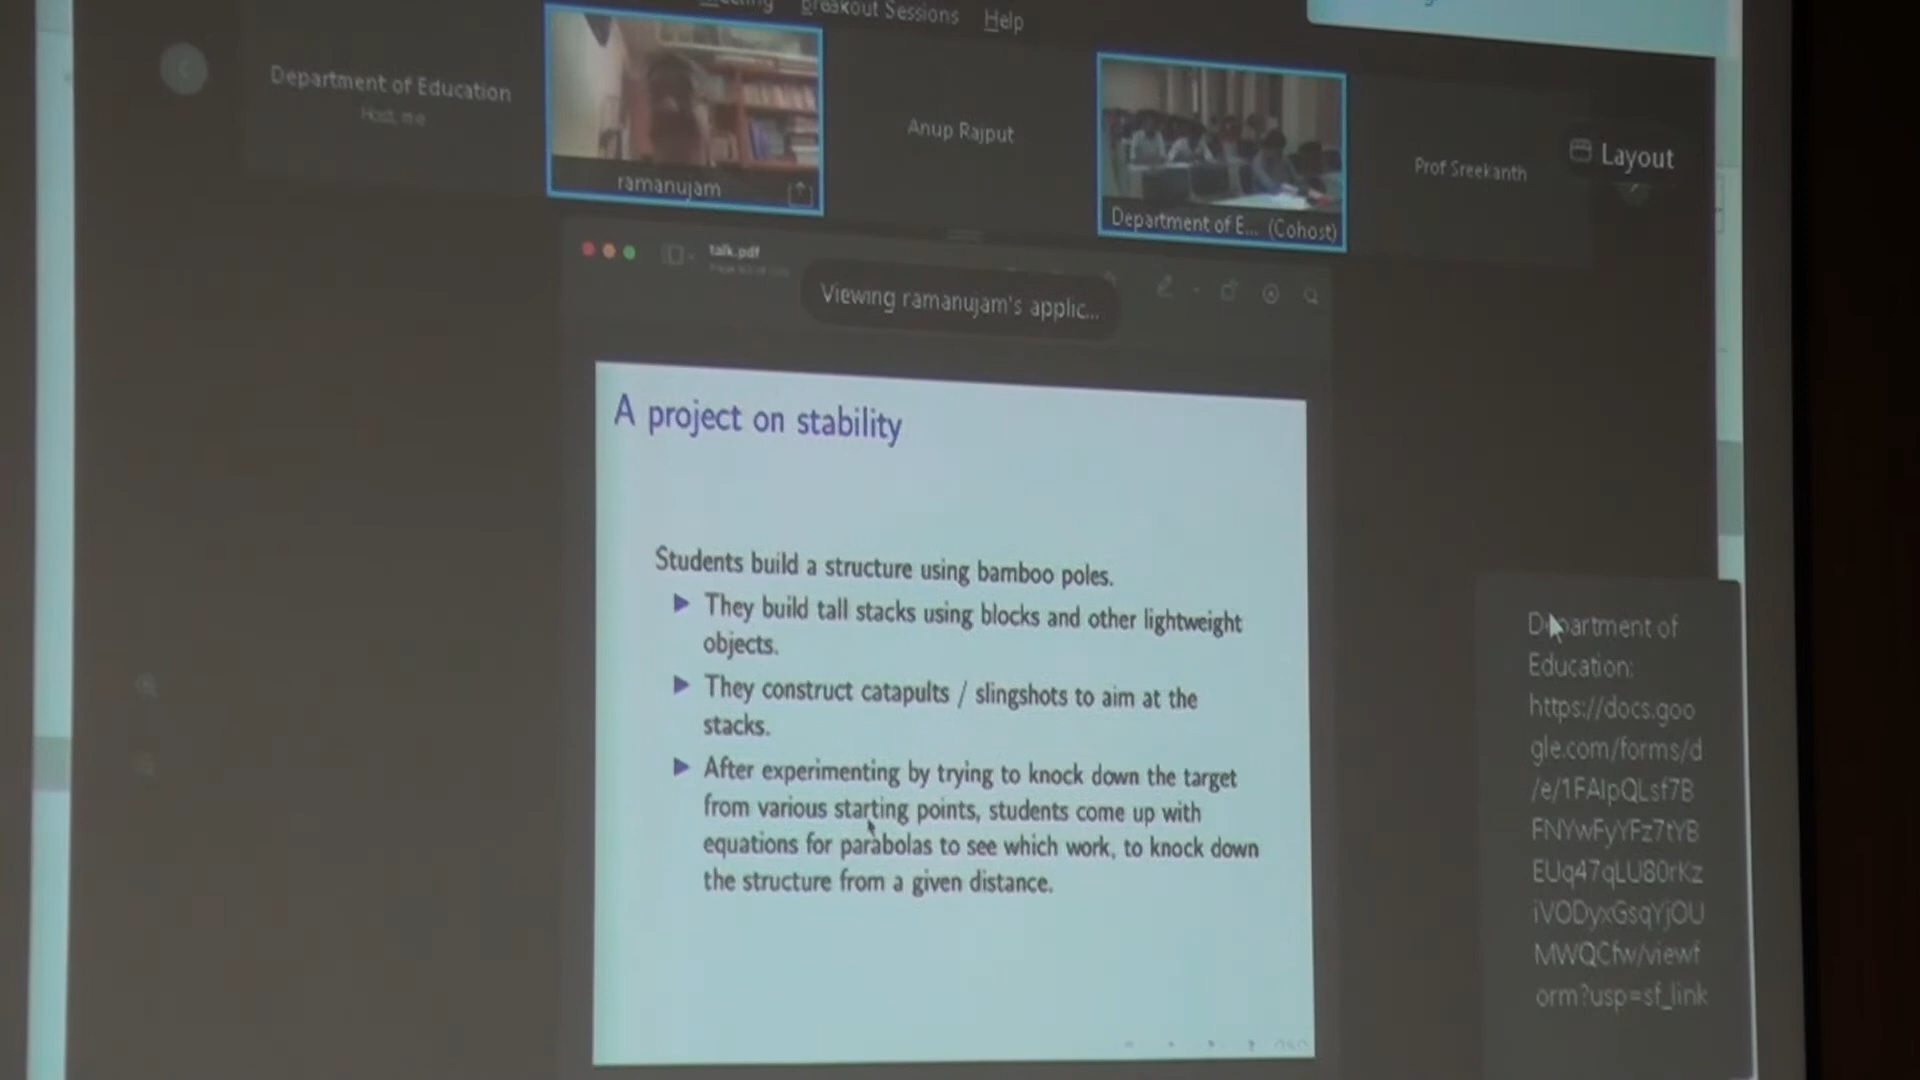 Breakout Sessions Help
Department of Education
Host, me
ramanujam
Anup Rajput
Department of E... (Cohost)
Prof Sreekanth
Layout
talk.pdf
Viewing ramanujam's applic...
A project on stability
Students build a structure using bamboo poles.
They build tall stacks using blocks and other lightweight
objects.
They construct catapults / slingshots to aim at the
stacks.
After experimenting by trying to knock down the target
from various starting points, students come up with
equations for parabolas to see which work, to knock down
the structure from a given distance.
Department of
Education:
https://docs.goo
gle.com/forms/d
/e/1FAIpQLsf7B
FNYwFyYFz7tYB
EUq47qLU80rKz
iVODyxGsqYjOU
MWQCfw/viewf
orm?usp=sf_link